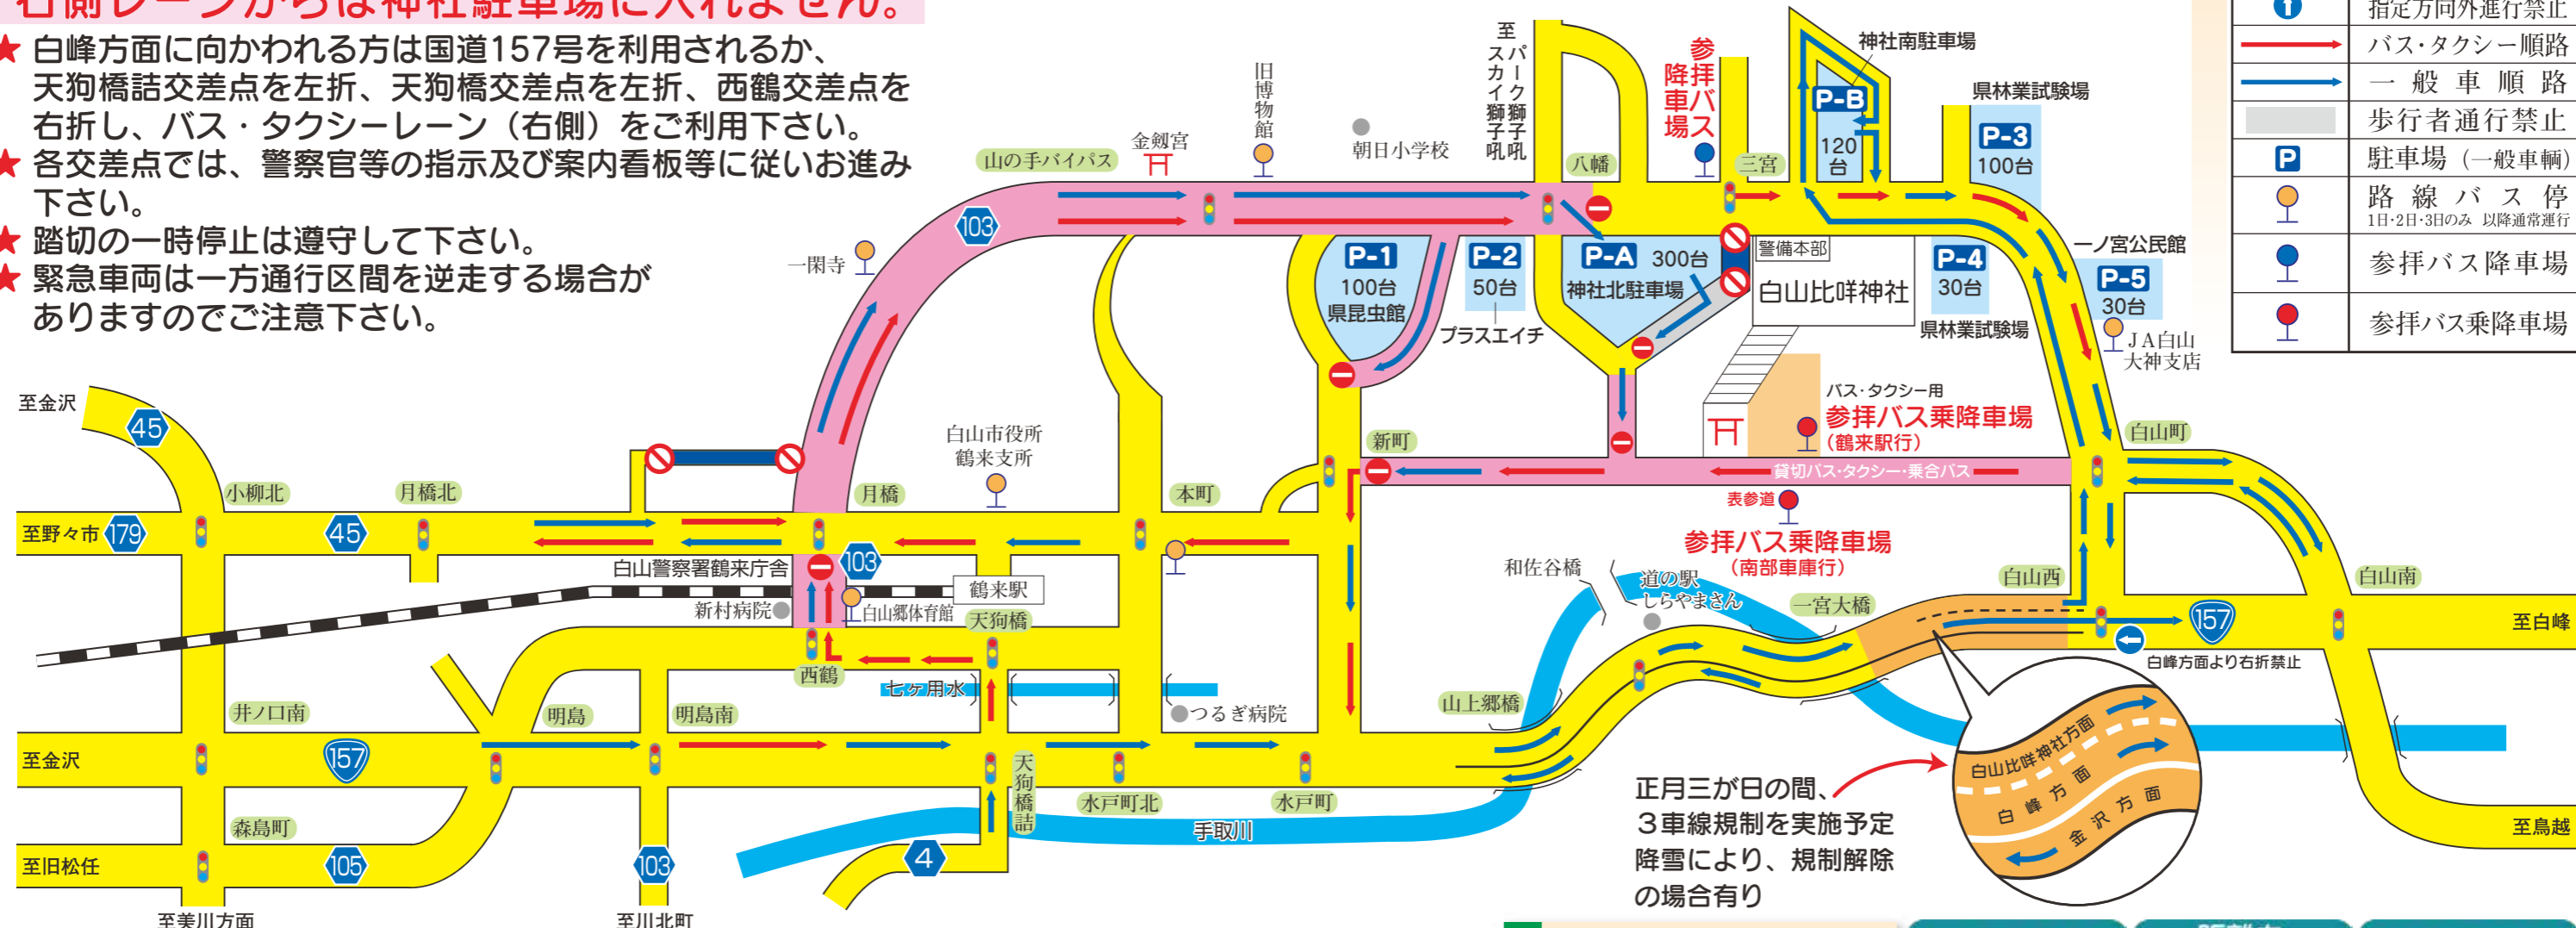 右側レーンからは神社駐車場に入れません。
★ 白峰方面に向かわれる方は国道157号を利用されるか、
天狗橋詰交差点を左折、天狗橋交差点を左折、西鶴交差点を
右折し、バス・タクシーレーン（右側）をご利用下さい。
★ 各交差点では、警察官等の指示及び案内看板等に従いお進み
下さい。
★ 踏切の一時停止は遵守して下さい。
★ 緊急車両は一方通行区間を逆走する場合が
ありますのでご注意下さい。
指定方向外進行禁止
バス・タクシー順路
一般車順路
歩行者通行禁止
P
駐車場（一般車輌）
路線バス停
1日・2日・3日のみ 以降通常運行
参拝バス降車場
参拝バス乗降車場
至 パーク獅子吼
スカイ獅子吼
参拝バス
降車場
神社南駐車場
P-B
120
台
県林業試験場
P-3
100台
旧博物館
朝日小学校
金剱宮
山の手バイパス
八幡
三宮
103
一閑寺
P-1
100台
県昆虫館
P-2
50台
プラスエイチ
P-A 300台
神社北駐車場
警備本部
白山比咩神社
P-4
30台
県林業試験場
一ノ宮公民館
P-5
30台
JA白山
大神支店
バス・タクシー用
参拝バス乗降車場
(鶴来駅行)
白山町
至金沢
45
小柳北
月橋北
月橋
白山市役所
鶴来支所
本町
新町
貸切バス・タクシー・乗合バス
表参道
参拝バス乗降車場
(南部車庫行)
至野々市
179
45
白山警察署鶴来庁舎
103
鶴来駅
新村病院
白山郷体育館
天狗橋
西鶴
七ヶ用水
つるぎ病院
和佐谷橋
道の駅
しらやまさん
一宮大橋
白山西
白山南
157
至白峰
白峰方面より右折禁止
山上郷橋
井ノ口南
明島
明島南
至金沢
157
天狗橋詰
水戸町北
水戸町
手取川
森島町
至旧松任
105
103
4
至美川方面
至川北町
至鳥越
正月三が日の間、
３車線規制を実施予定
降雪により、規制解除
の場合有り
白山比咩神社方面
白峰方面
金沢方面